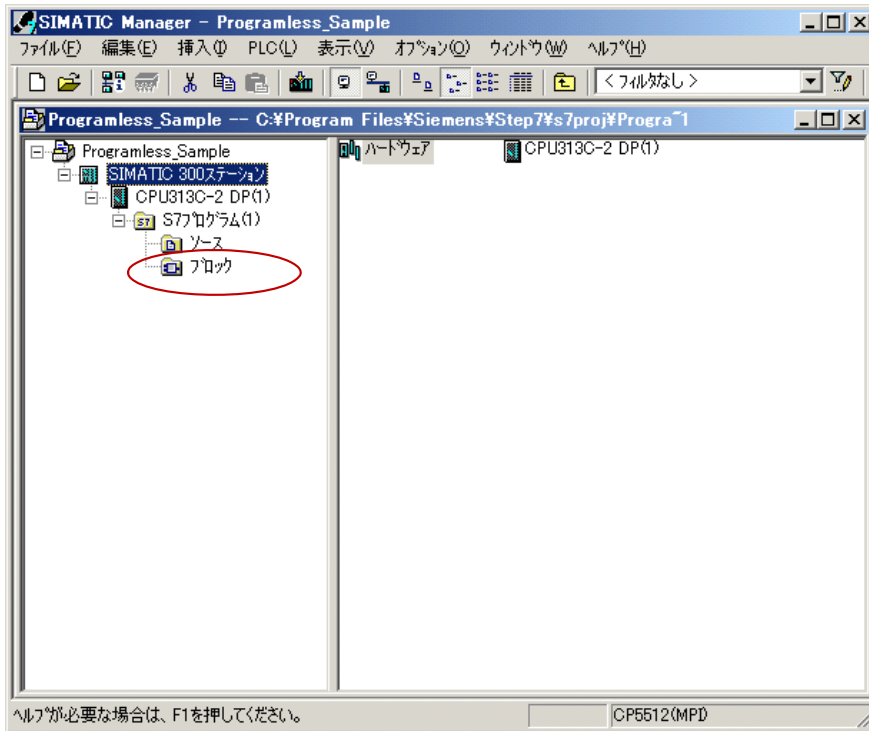 SIMATIC Manager - Programless_Sample
ファイル(F) 編集(E) 挿入(I) PLC(L) 表示(V) オプション(O) ウィンドウ(W) ヘルプ(H)
< フィルタなし >
Programless_Sample -- C:¥Program Files¥Siemens¥Step7¥s7proj¥Progra~1
Programless_Sample
SIMATIC 300ステーション
CPU313C-2 DP(1)
S7プログラム(1)
ソース
ブロック
ハードウェア
CPU313C-2 DP(1)
ヘルプが必要な場合は、F1を押してください。
CP5512(MPI)